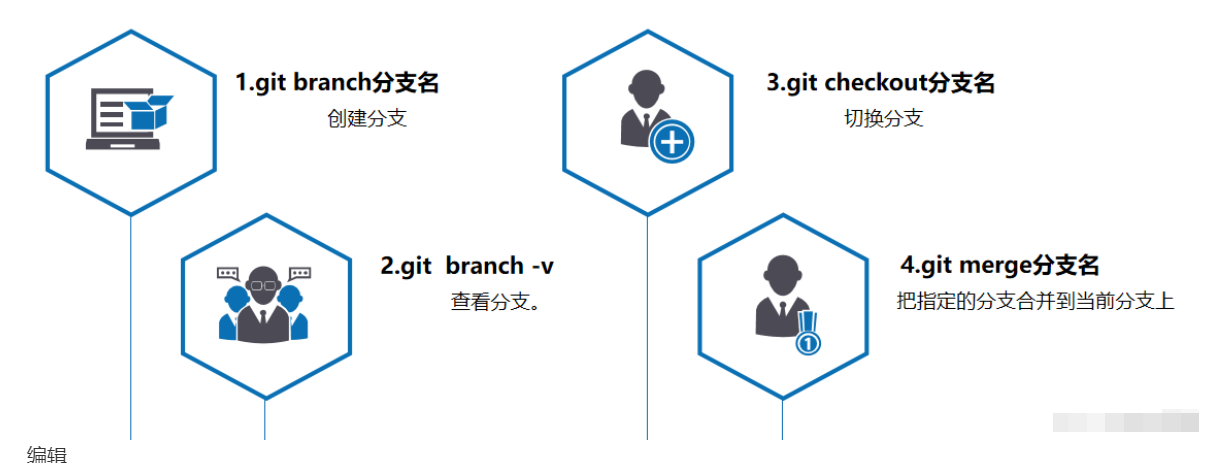 1.git branch分支名
创建分支
2.git  branch -v
查看分支。
3.git checkout分支名
切换分支
4.git merge分支名
把指定的分支合并到当前分支上
1
编辑